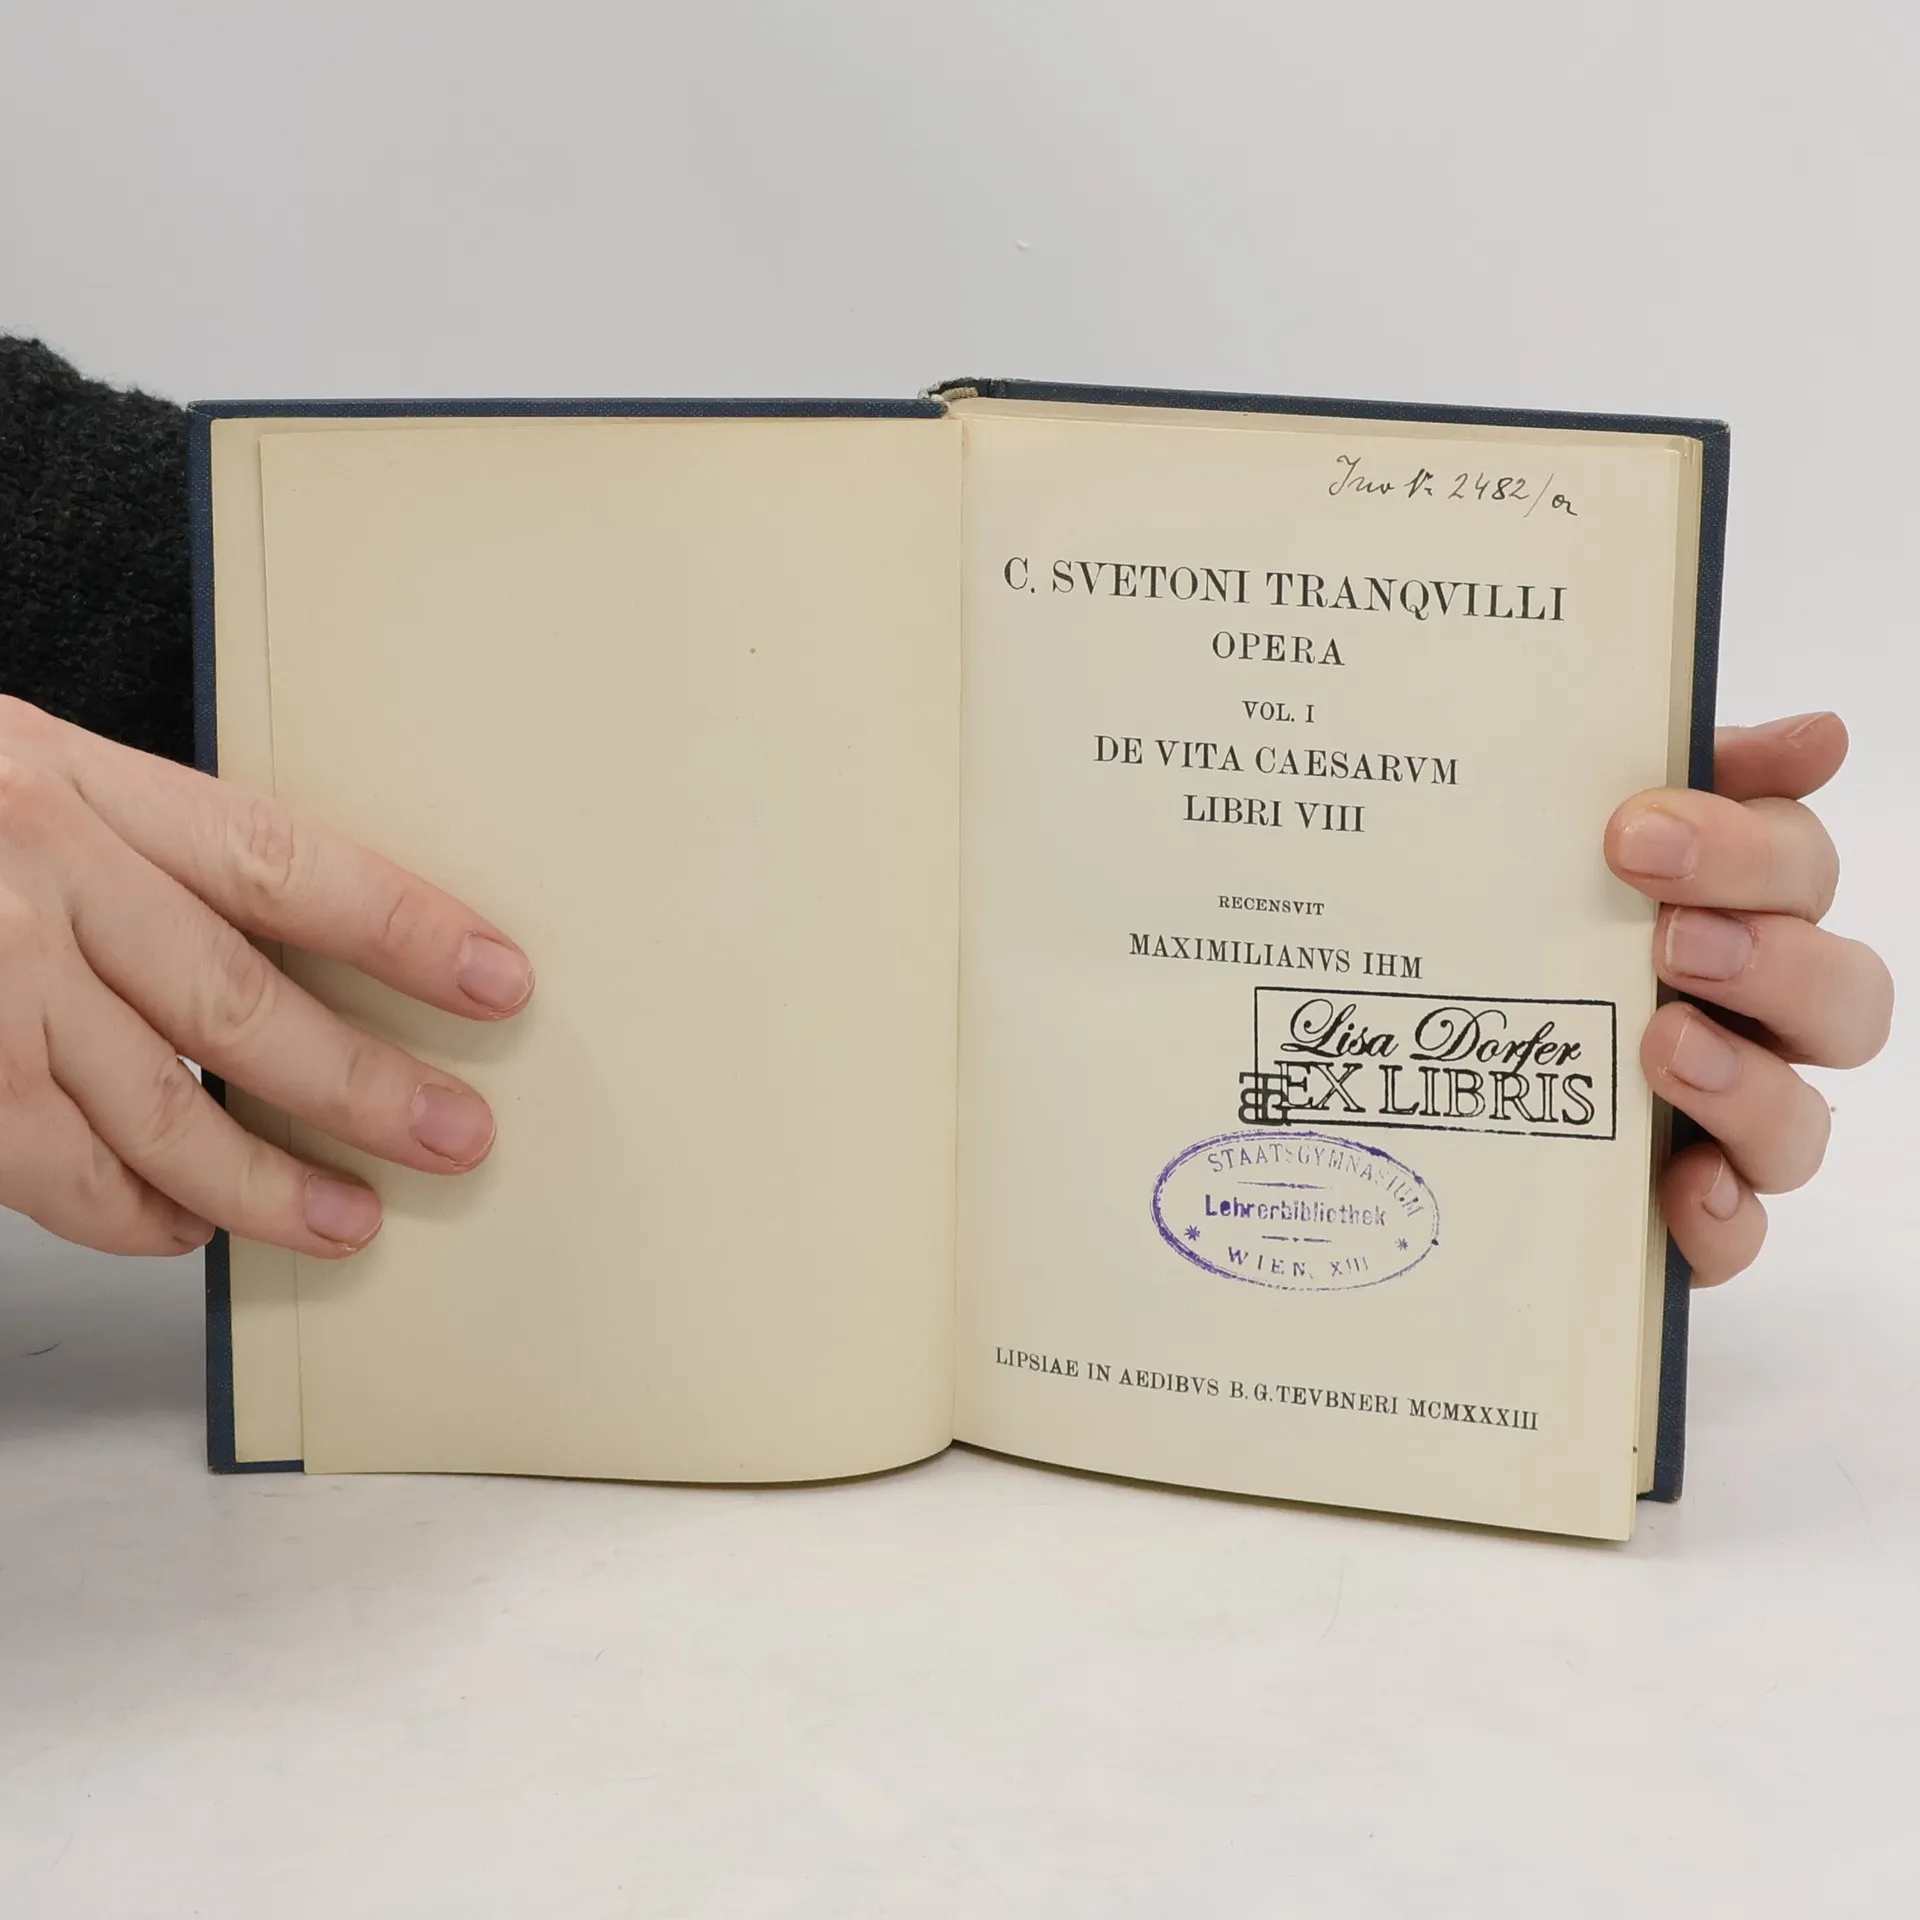 Inv Nr 2482/a
C. SVETONI TRANQVILLI
OPERA
VOL. I
DE VITA CAESARVM
LIBRI VIII
RECENSVIT
MAXIMILIANVS IHM
Lisa Dorfer
EX LIBRIS
STAATSGYMNASIUM
Lehrerbibliothek
* WIEN, XIII *
LIPSIAE IN AEDIBVS B. G. TEVBNERI MCMXXXIII